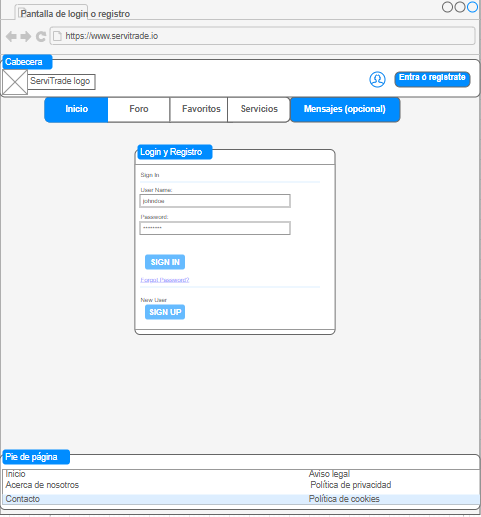 Pantalla de login o registro
https://www.servitrade.io
Cabecera
ServiTrade logo
Entra ó registrate
Inicio Foro Favoritos Servicios Mensajes (opcional)
Login y Registro
Sign In
User Name:
johndoe
Password:
********
SIGN IN
Forgot Password?
New User
SIGN UP
Pie de página
Inicio Aviso legal
Acerca de nosotros Política de privacidad
Contacto Política de cookies